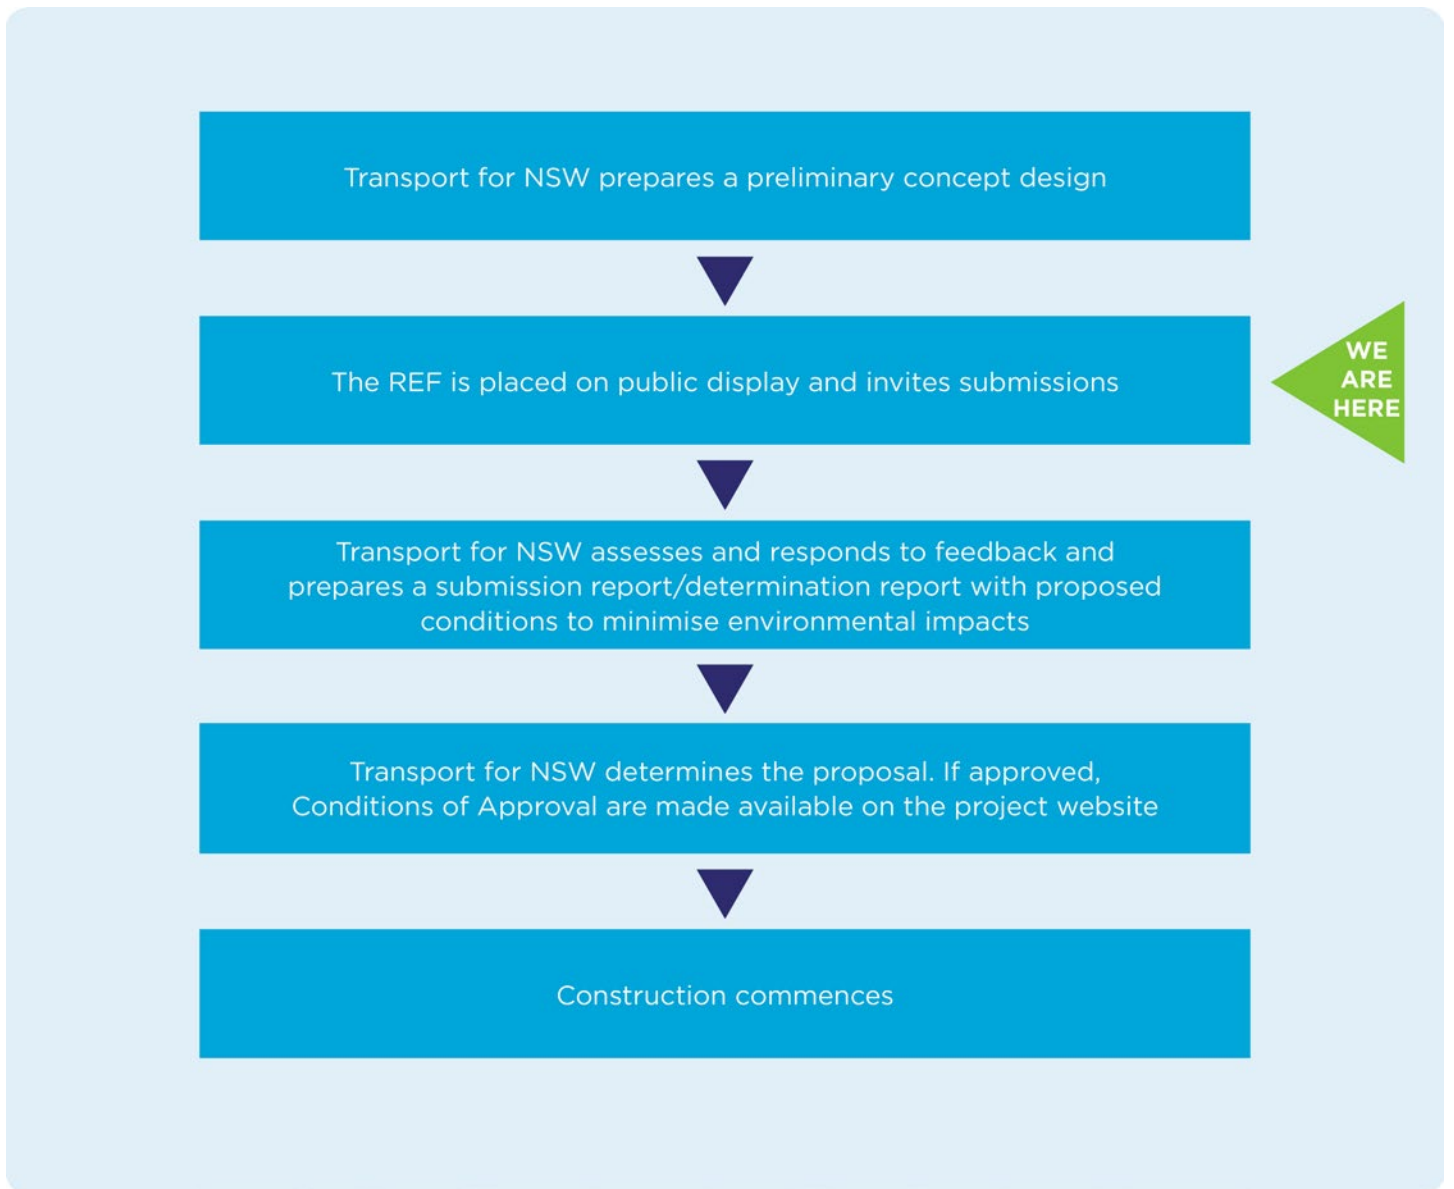 Transport for NSW prepares a preliminary concept design
The REF is placed on public display and invites submissions
WE
ARE
HERE
Transport for NSW assesses and responds to feedback and
prepares a submission report/determination report with proposed
conditions to minimise environmental impacts
Transport for NSW determines the proposal. If approved,
Conditions of Approval are made available on the project website
Construction commences